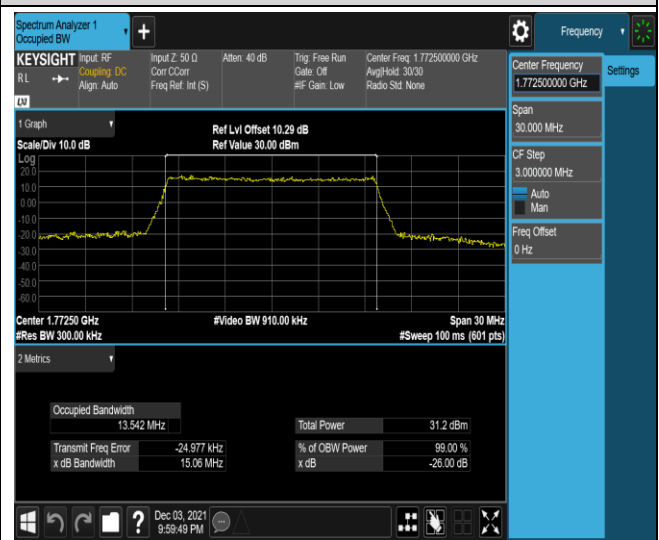 Spectrum Analyzer 1
Occupied BW
Frequency
KEYSIGHT Input: RF Input Z: 50 Ω Atten: 40 dB Trig: Free Run Center Freq: 1.772500000 GHz
RL Coupling: DC Corr CCorr Gate: Off Avg|Hold: 30/30
Align: Auto Freq Ref: Int (S) #IF Gain: Low Radio Std: None
LXI
Center Frequency
1.772500000 GHz
Settings
Span
30.000 MHz
CF Step
3.000000 MHz
Auto
Man
Freq Offset
0 Hz
1 Graph
Ref Lvl Offset 10.29 dB
Scale/Div 10.0 dB Ref Value 30.00 dBm
Log
20.0
10.0
0.00
-10.0
-20.0
-30.0
-40.0
-50.0
-60.0
Center 1.77250 GHz #Video BW 910.00 kHz Span 30 MHz
#Res BW 300.00 kHz #Sweep 100 ms (601 pts)
2 Metrics
Occupied Bandwidth
13.542 MHz Total Power 31.2 dBm
Transmit Freq Error -24.977 kHz % of OBW Power 99.00 %
x dB Bandwidth 15.06 MHz x dB -26.00 dB
? Dec 03, 2021
9:59:49 PM